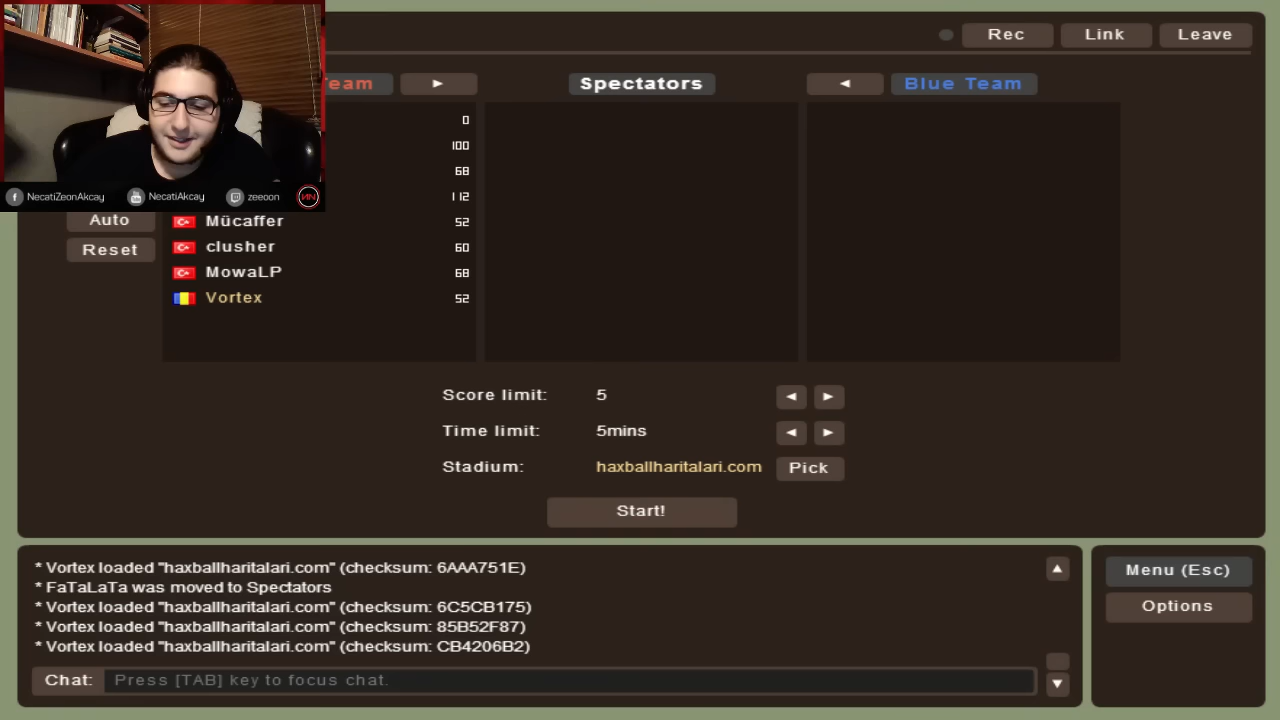 Rec Link Leave
Team ► Spectators ◄ Blue Team
0
100
68
112
NecatiZeonAkcay NecatiAkcay zeeoon
Auto Mücaffer 52
Reset clusher 60
MowaLP 68
Vortex 52
Score limit: 5 ◄ ►
Time limit: 5mins ◄ ►
Stadium: haxballharitalari.com Pick
Start!
* Vortex loaded "haxballharitalari.com" (checksum: 6AAA751E)
* FaTaLaTa was moved to Spectators
* Vortex loaded "haxballharitalari.com" (checksum: 6C5CB175)
* Vortex loaded "haxballharitalari.com" (checksum: 85B52F87)
* Vortex loaded "haxballharitalari.com" (checksum: CB4206B2)
Chat: Press [TAB] key to focus chat.
Menu (Esc)
Options